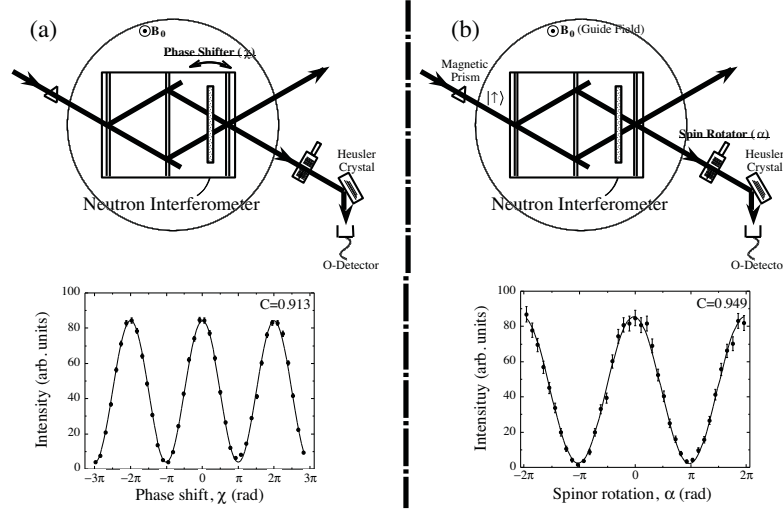 (a)
B0
Phase Shifter (χ)
Heusler
Crystal
Neutron Interferometer
O-Detector
C=0.913
Intensity (arb. units)
100
80
60
40
20
0
−3π −2π −π 0 π 2π 3π
Phase shift, χ (rad)
(b)
B0 (Guide Field)
Magnetic
Prism
|↑⟩
Spin Rotator (α)
Heusler
Crystal
Neutron Interferometer
O-Detector
C=0.949
Intensituy (arb. units)
100
80
60
40
20
0
−2π −π 0 π 2π
Spinor rotation, α (rad)